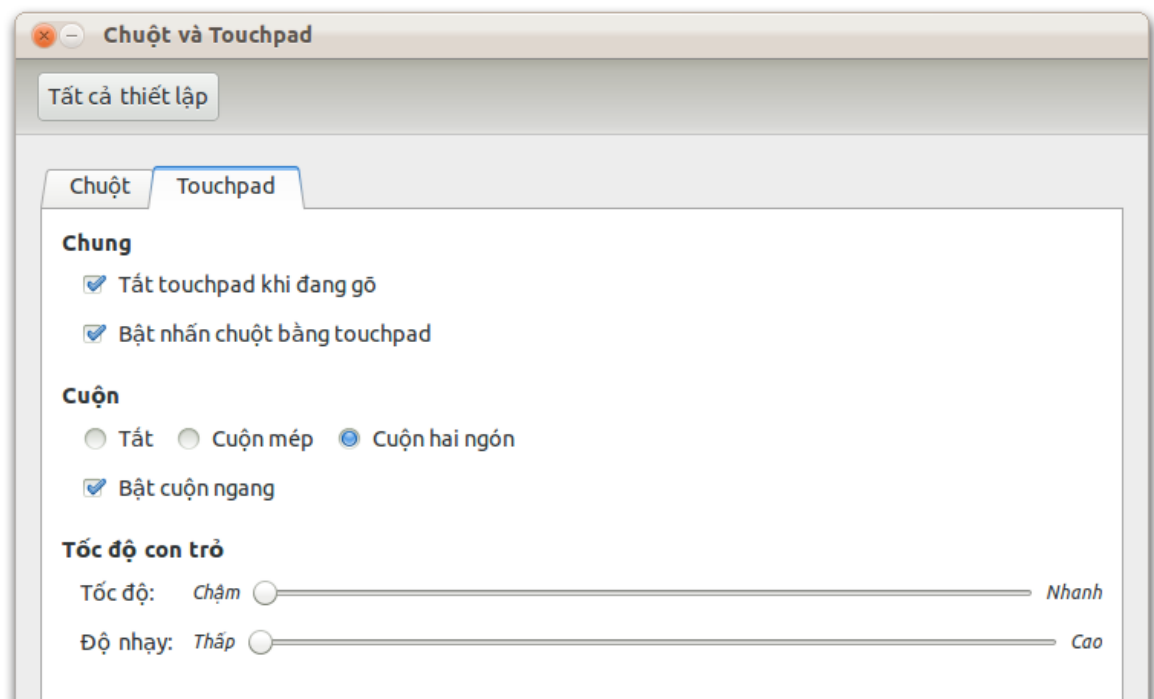 Chuột và Touchpad
Tất cả thiết lập
Chuột Touchpad
Chung
Tắt touchpad khi đang gõ
Bật nhấn chuột bằng touchpad
Cuộn
Tắt Cuộn mép Cuộn hai ngón
Bật cuộn ngang
Tốc độ con trỏ
Tốc độ: Chậm Nhanh
Độ nhạy: Thấp Cao